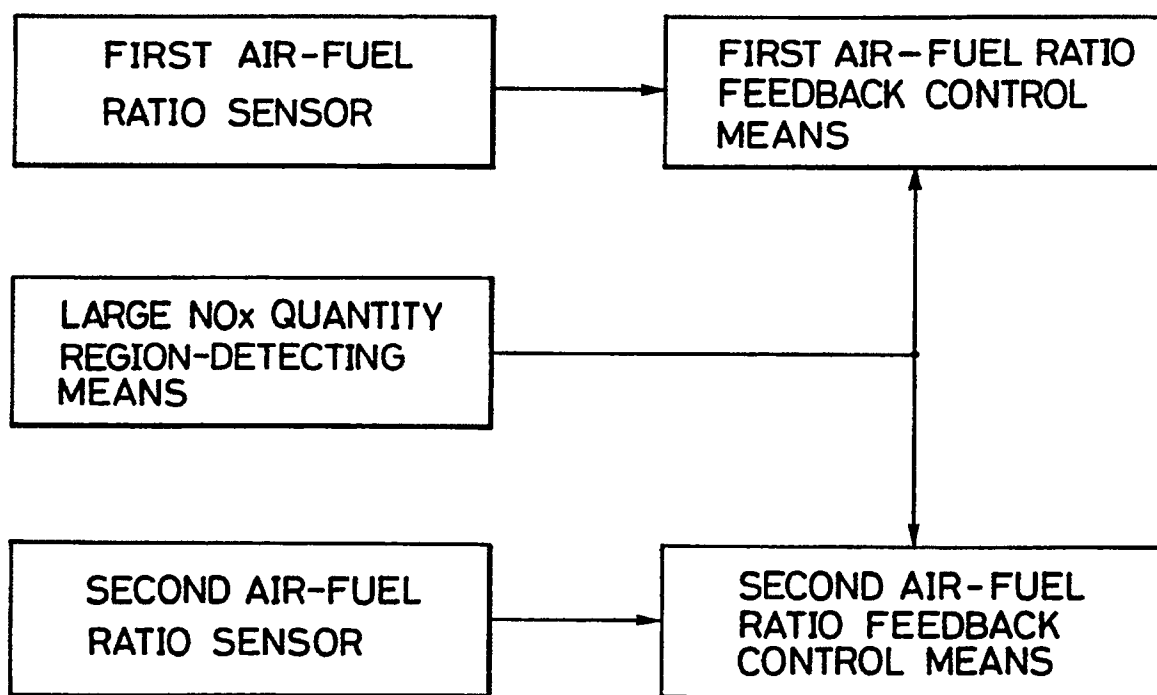 FIRST AIR-FUEL
RATIO SENSOR
FIRST AIR-FUEL RATIO
FEEDBACK CONTROL
MEANS
LARGE NOx QUANTITY
REGION-DETECTING
MEANS
SECOND AIR-FUEL
RATIO SENSOR
SECOND AIR-FUEL
RATIO FEEDBACK
CONTROL MEANS